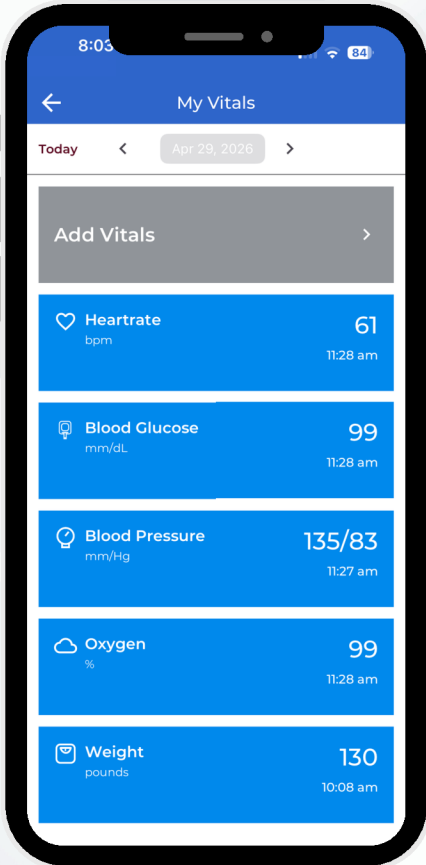 8:03
84
My Vitals
Today
Apr 29, 2026
Add Vitals
Heartrate
61
bpm
11:28 am
Blood Glucose
99
mm/dL
11:28 am
Blood Pressure
135/83
mm/Hg
11:27 am
Oxygen
99
%
11:28 am
Weight
130
pounds
10:08 am